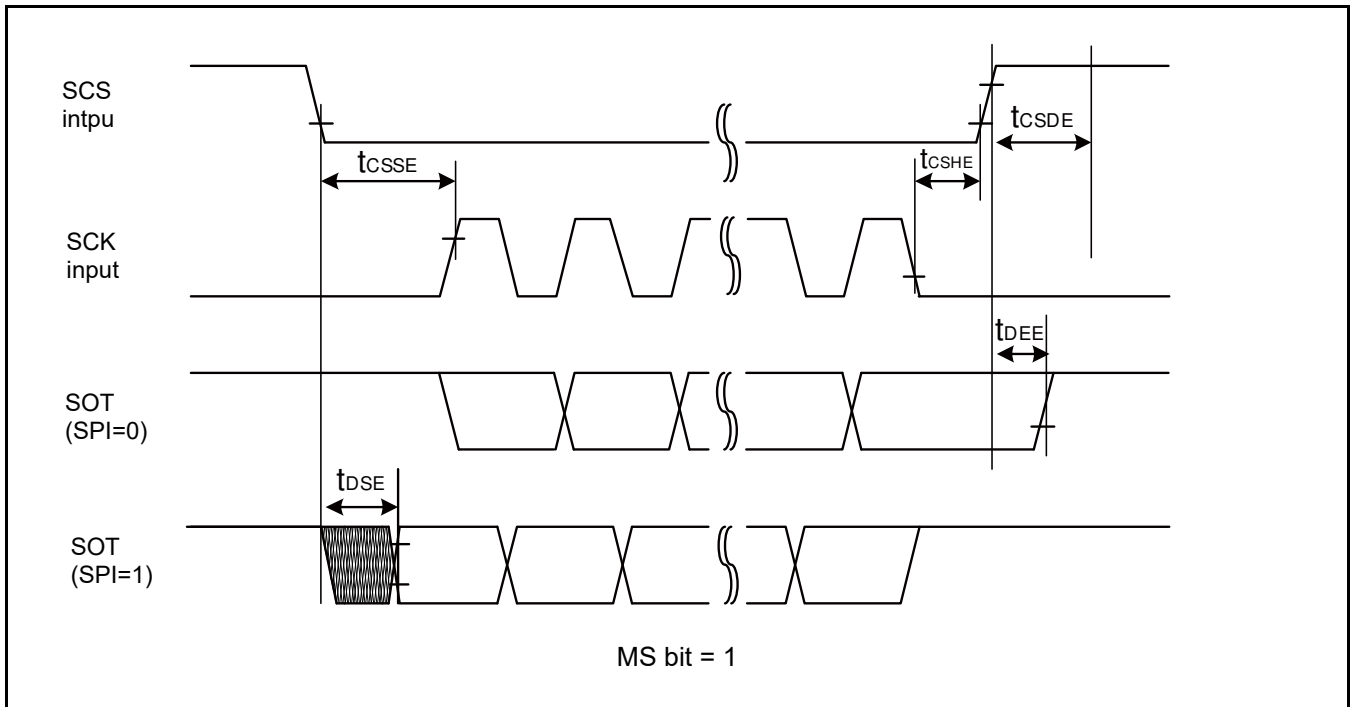 SCS
intpu
tCSDE
tCSSE
tCSHE
SCK
input
tDEE
SOT
(SPI=0)
tDSE
SOT
(SPI=1)
MS bit = 1